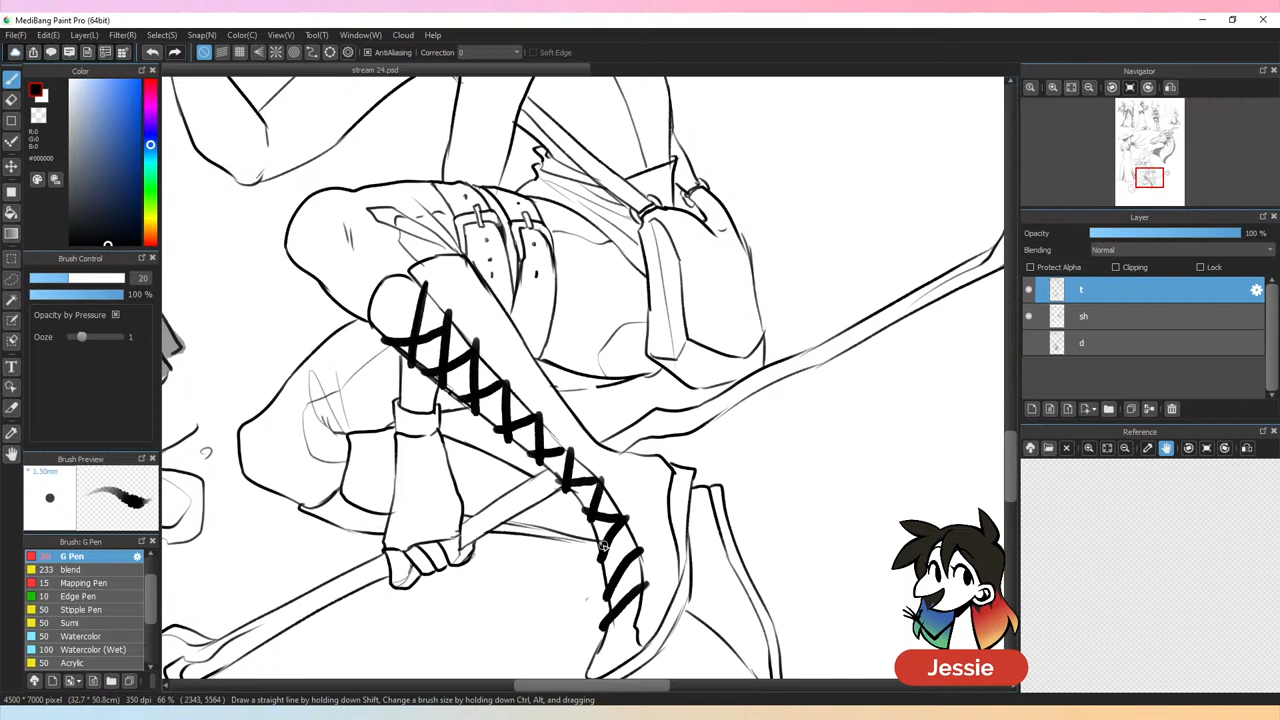 MediBang Paint Pro (64bit)
File(F) Edit(E) Layer(L) Filter(R) Select(S) Snap(N) Color(C) View(V) Tool(T) Window(W) Cloud Help
AntiAliasing Correction 0 Soft Edge
Color
stream 24.psd
Navigator
R:0
G:0
B:0
#000000
Layer
Opacity 100 %
Blending Normal
Protect Alpha Clipping Lock
Brush Control
20
100 %
t
Opacity by Pressure
sh
Ooze 1
d
Reference
Brush Preview
* 1.50mm
Brush: G Pen
G Pen
233 blend
15 Mapping Pen
10 Edge Pen
50 Stipple Pen
50 Sumi
50 Watercolor
100 Watercolor (Wet)
50 Acrylic
Jessie
4500 * 7000 pixel (32.7 * 50.8cm) 350 dpi 66 % ( 2343, 5564 ) Draw a straight line by holding down Shift, Change a brush size by holding down Ctrl, Alt, and dragging